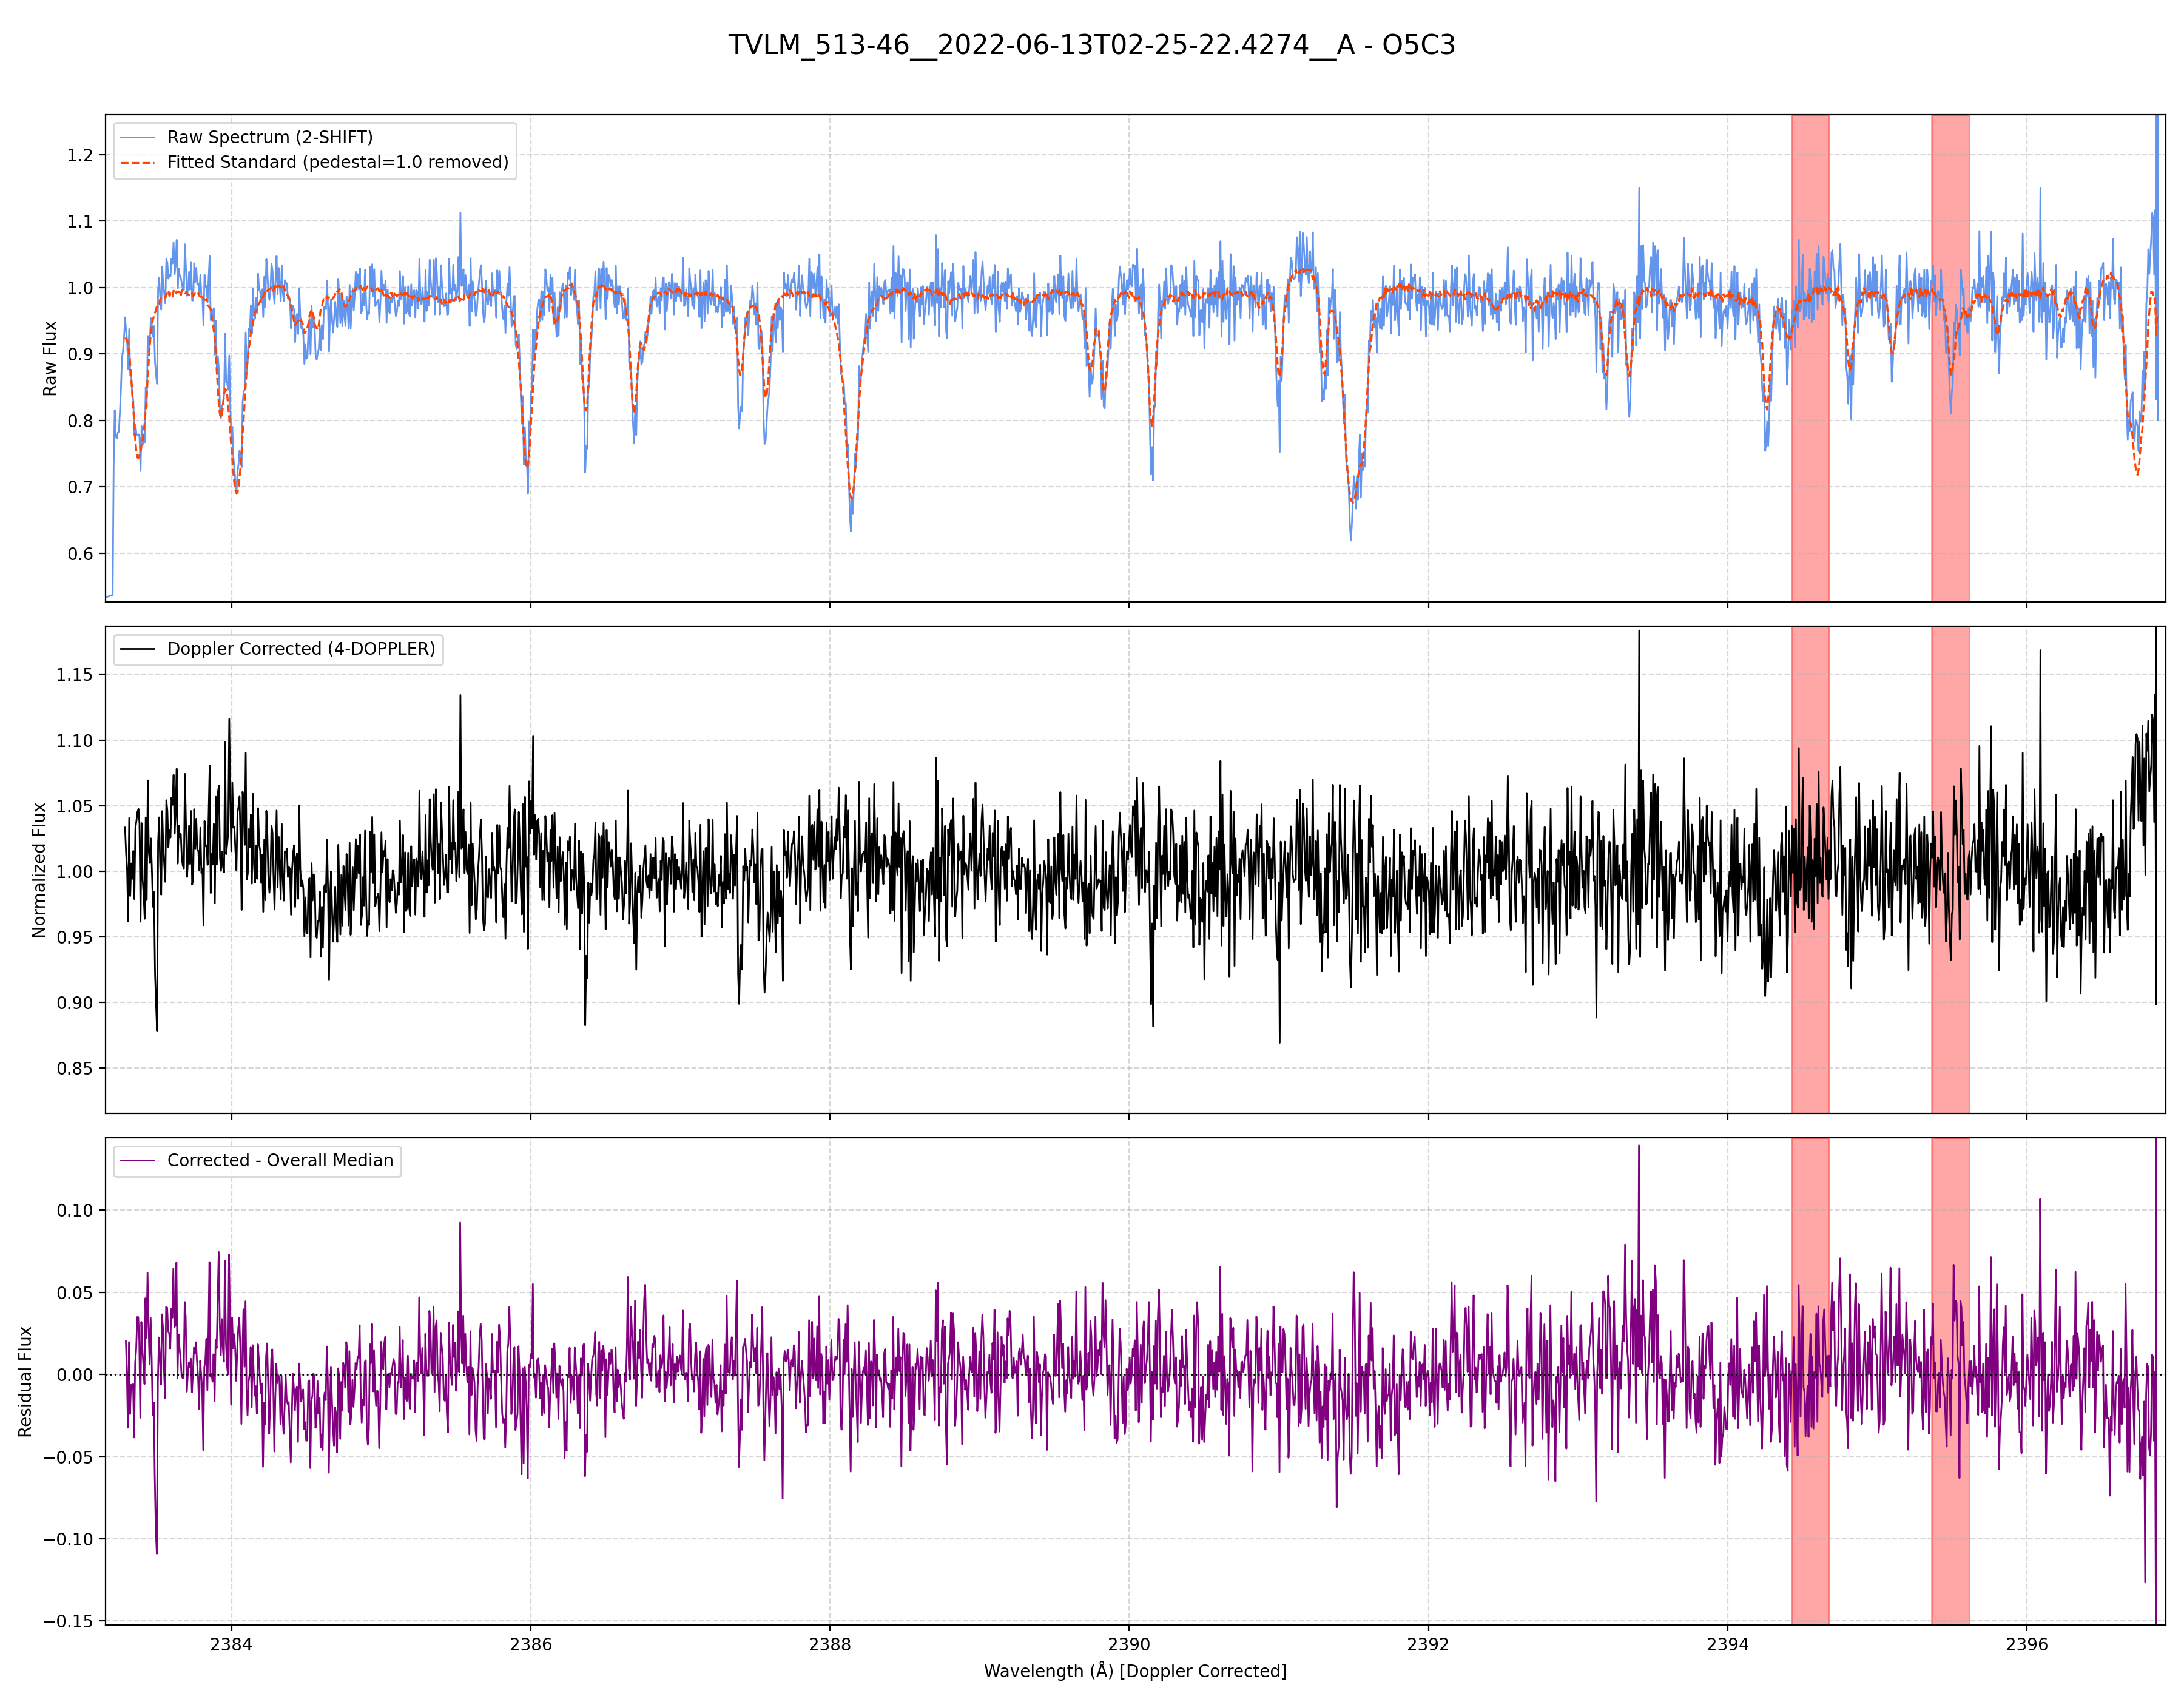 TVLM_513-46__2022-06-13T02-25-22.4274__A - O5C3
Raw Spectrum (2-SHIFT)
Fitted Standard (pedestal=1.0 removed)
Raw Flux
1.2
1.1
1.0
0.9
0.8
0.7
0.6
Doppler Corrected (4-DOPPLER)
Normalized Flux
1.15
1.10
1.05
1.00
0.95
0.90
0.85
Corrected - Overall Median
Residual Flux
0.10
0.05
0.00
−0.05
−0.10
−0.15
2384 2386 2388 2390 2392 2394 2396
Wavelength (Å) [Doppler Corrected]